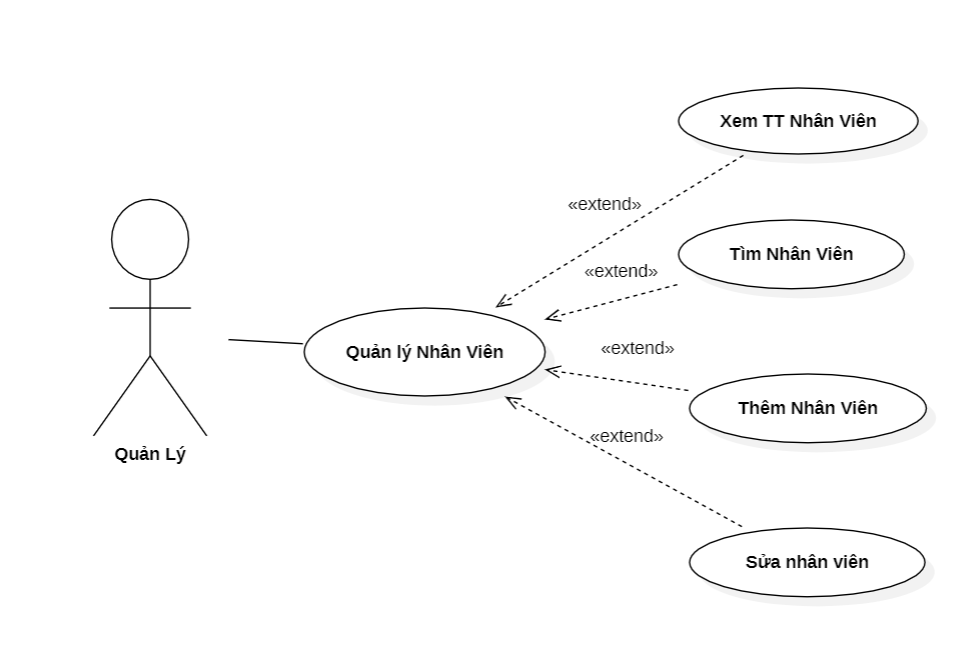 Xem TT Nhân Viên
«extend»
Tìm Nhân Viên
«extend»
Quản lý Nhân Viên
«extend»
Thêm Nhân Viên
«extend»
Quản Lý
Sửa nhân viên